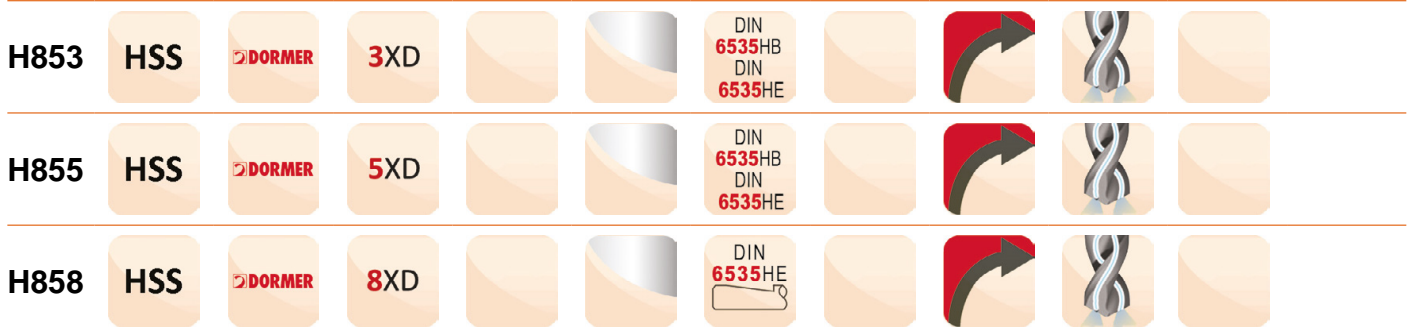 H853 HSS DORMER 3XD DIN
6535HB
DIN
6535HE
H855 HSS DORMER 5XD DIN
6535HB
DIN
6535HE
H858 HSS DORMER 8XD DIN
6535HE